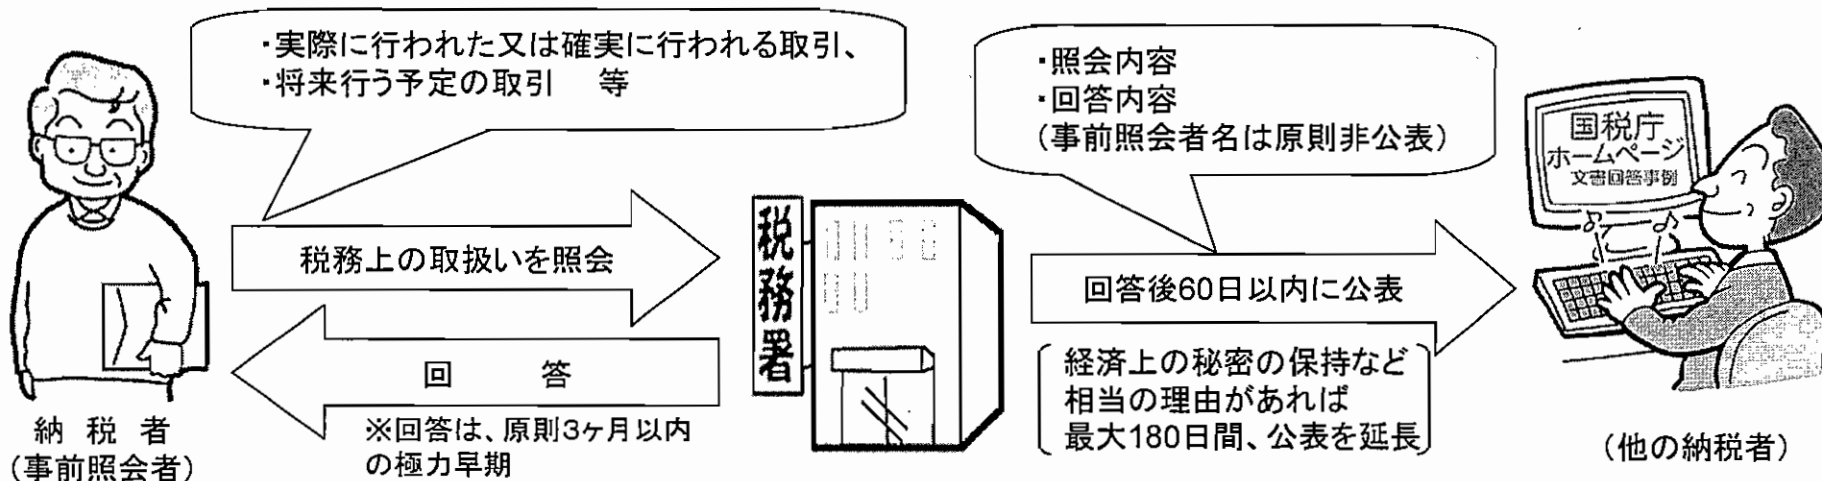 ・実際に行われた又は確実に行われる取引、
・将来行う予定の取引　等
税務上の取扱いを照会
回　答
※回答は、原則3ヶ月以内
の極力早期
納 税 者
(事前照会者)
税務署
・照会内容
・回答内容
(事前照会者名は原則非公表)
回答後60日以内に公表
経済上の秘密の保持など
相当の理由があれば
最大180日間、公表を延長
国税庁
ホームページ
文書回答事例
(他の納税者)